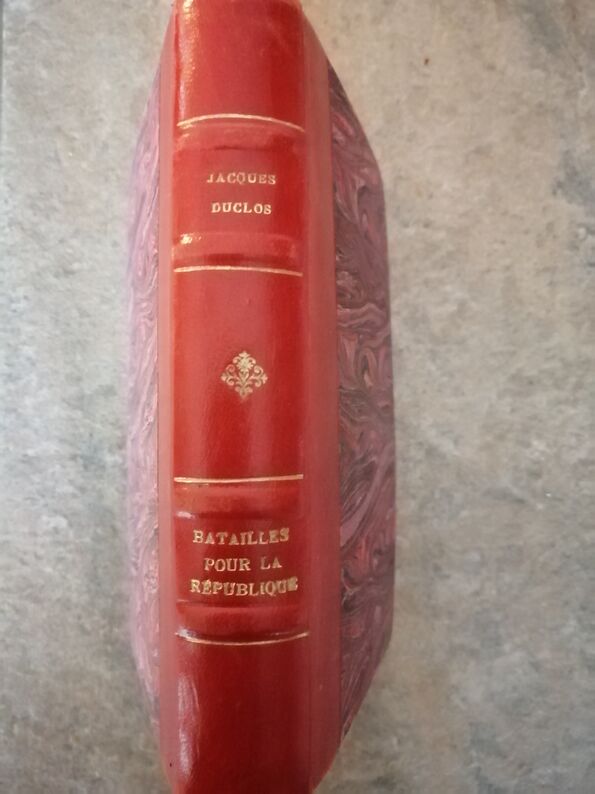 JACQUES
DUCLOS
BATAILLES
POUR LA
RÉPUBLIQUE